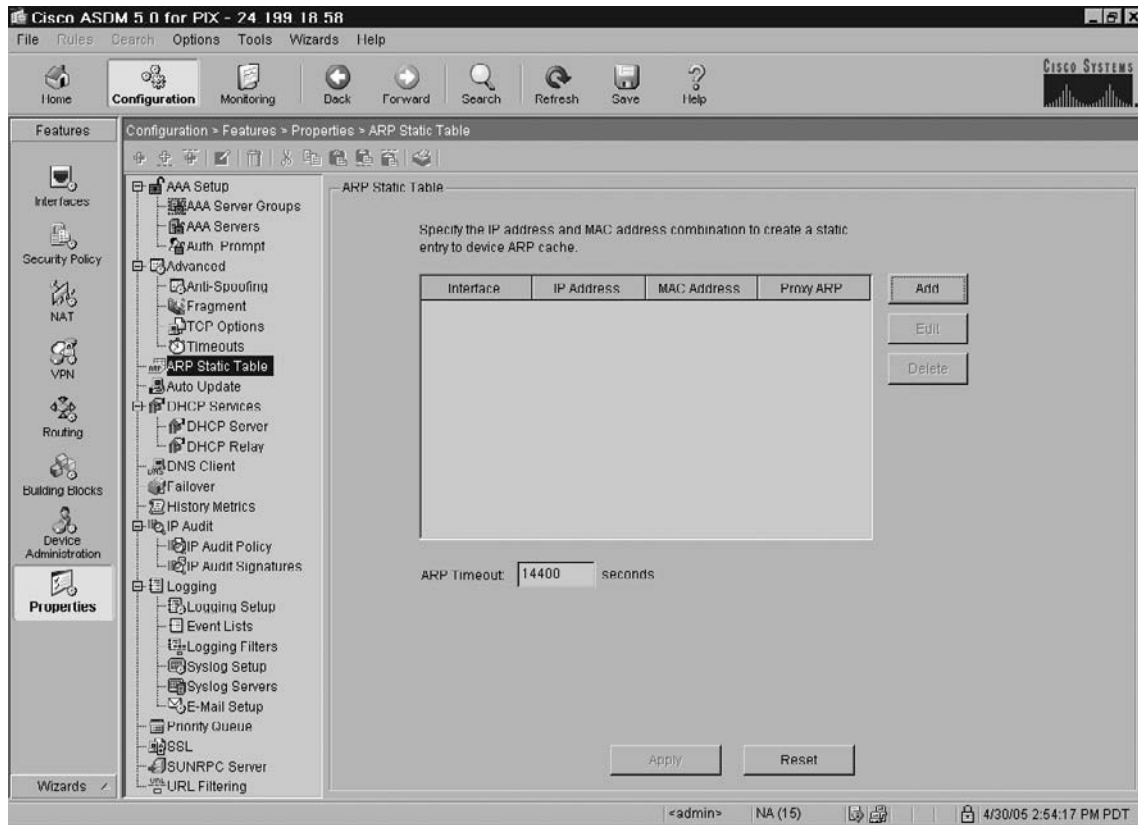 Cisco ASDM 5.0 for PIX - 24.199.18.58
File Rules Search Options Tools Wizards Help
Home Configuration Monitoring Back Forward Search Refresh Save Help
CISCO SYSTEMS
Features
Configuration > Features > Properties > ARP Static Table
Interfaces
Security Policy
NAT
VPN
Routing
Building Blocks
Device
Administration
Properties
Wizards
AAA Setup
AAA Server Groups
AAA Servers
Auth. Prompt
Advanced
Anti-Spoofing
Fragment
TCP Options
Timeouts
ARP Static Table
Auto Update
DHCP Services
DHCP Server
DHCP Relay
DNS Client
Failover
History Metrics
IP Audit
IP Audit Policy
IP Audit Signatures
Logging
Logging Setup
Event Lists
Logging Filters
Syslog Setup
Syslog Servers
E-Mail Setup
Priority Queue
SSL
SUNRPC Server
URL Filtering
ARP Static Table
Specify the IP address and MAC address combination to create a static
entry to device ARP cache.
Interface IP Address MAC Address Proxy ARP
Add
Edit
Delete
ARP Timeout: 14400 seconds
Apply Reset
<admin> NA (15) 4/30/05 2:54:17 PM PDT